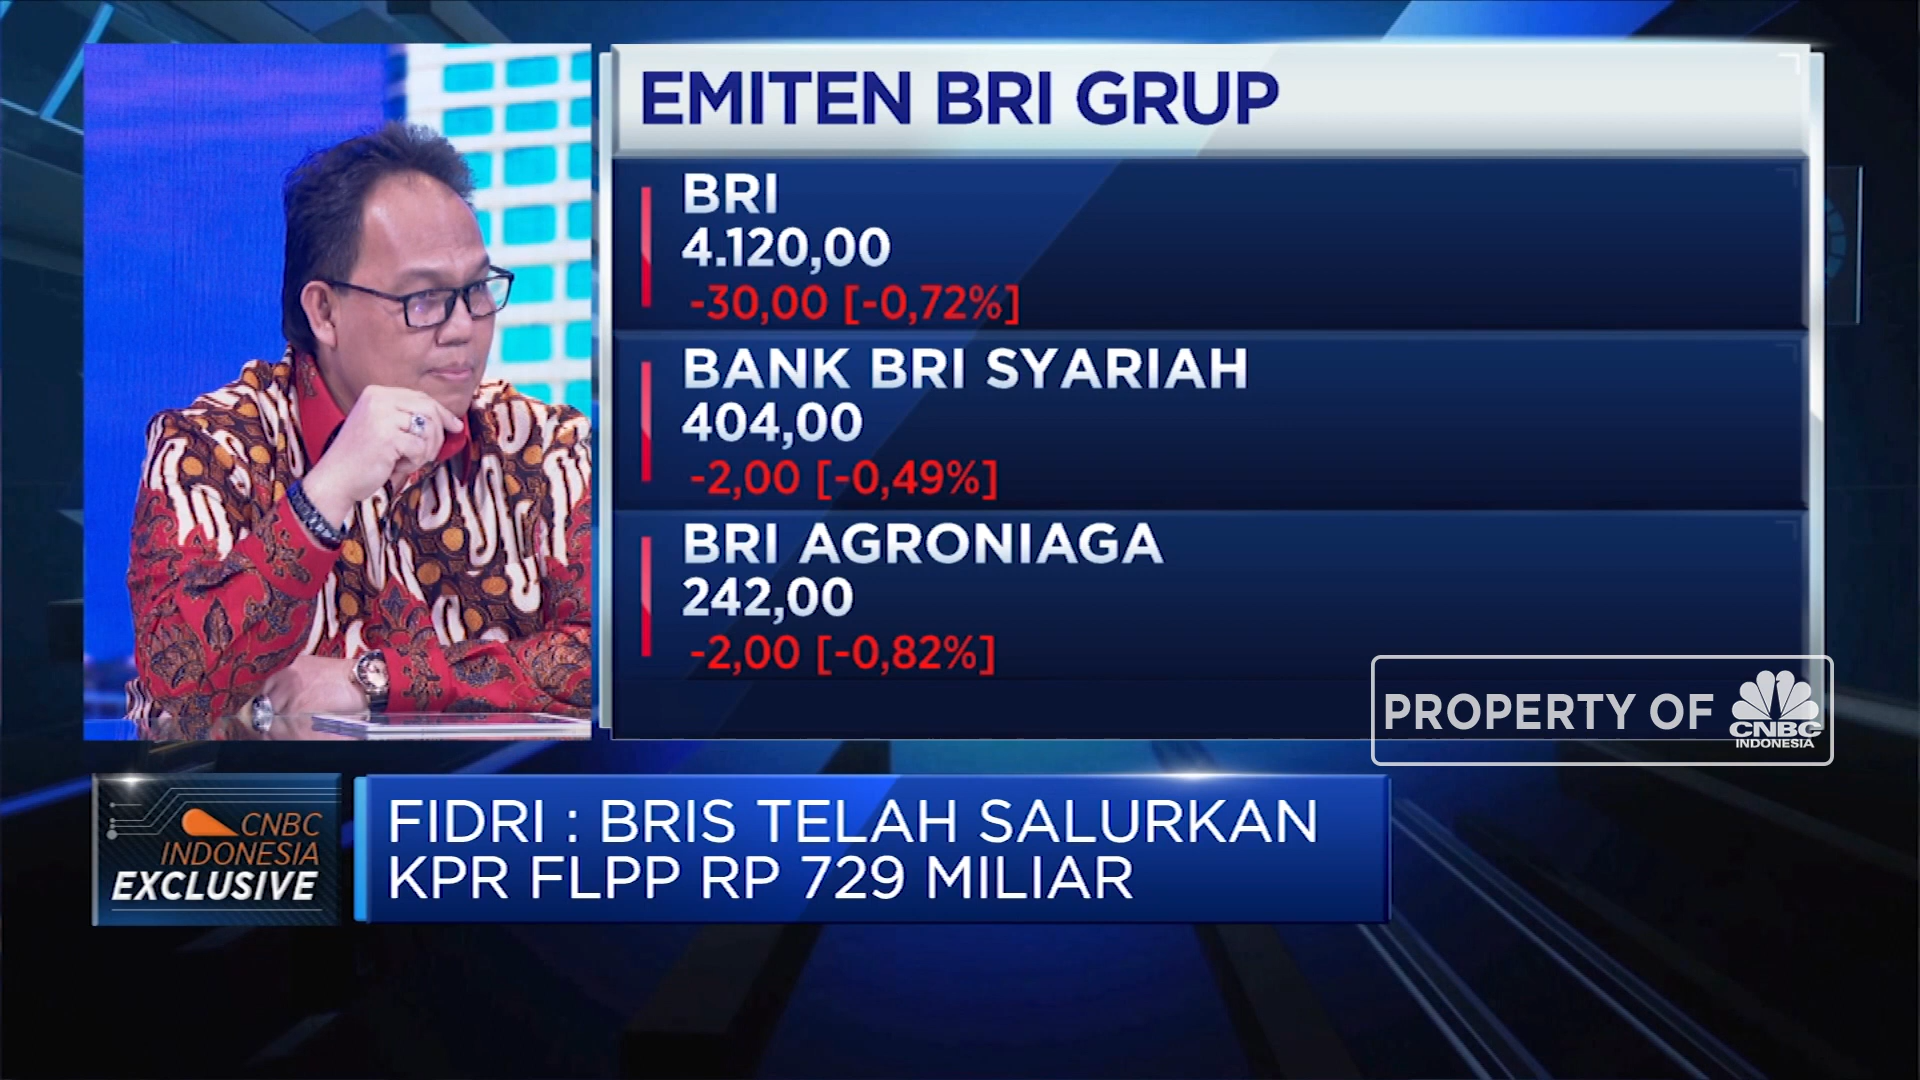 EMITEN BRI GRUP
BRI
4.120,00
-30,00 [-0,72%]
BANK BRI SYARIAH
404,00
-2,00 [-0,49%]
BRI AGRONIAGA
242,00
-2,00 [-0,82%]
PROPERTY OF CNBC INDONESIA
CNBC
INDONESIA
EXCLUSIVE
FIDRI : BRIS TELAH SALURKAN
KPR FLPP RP 729 MILIAR